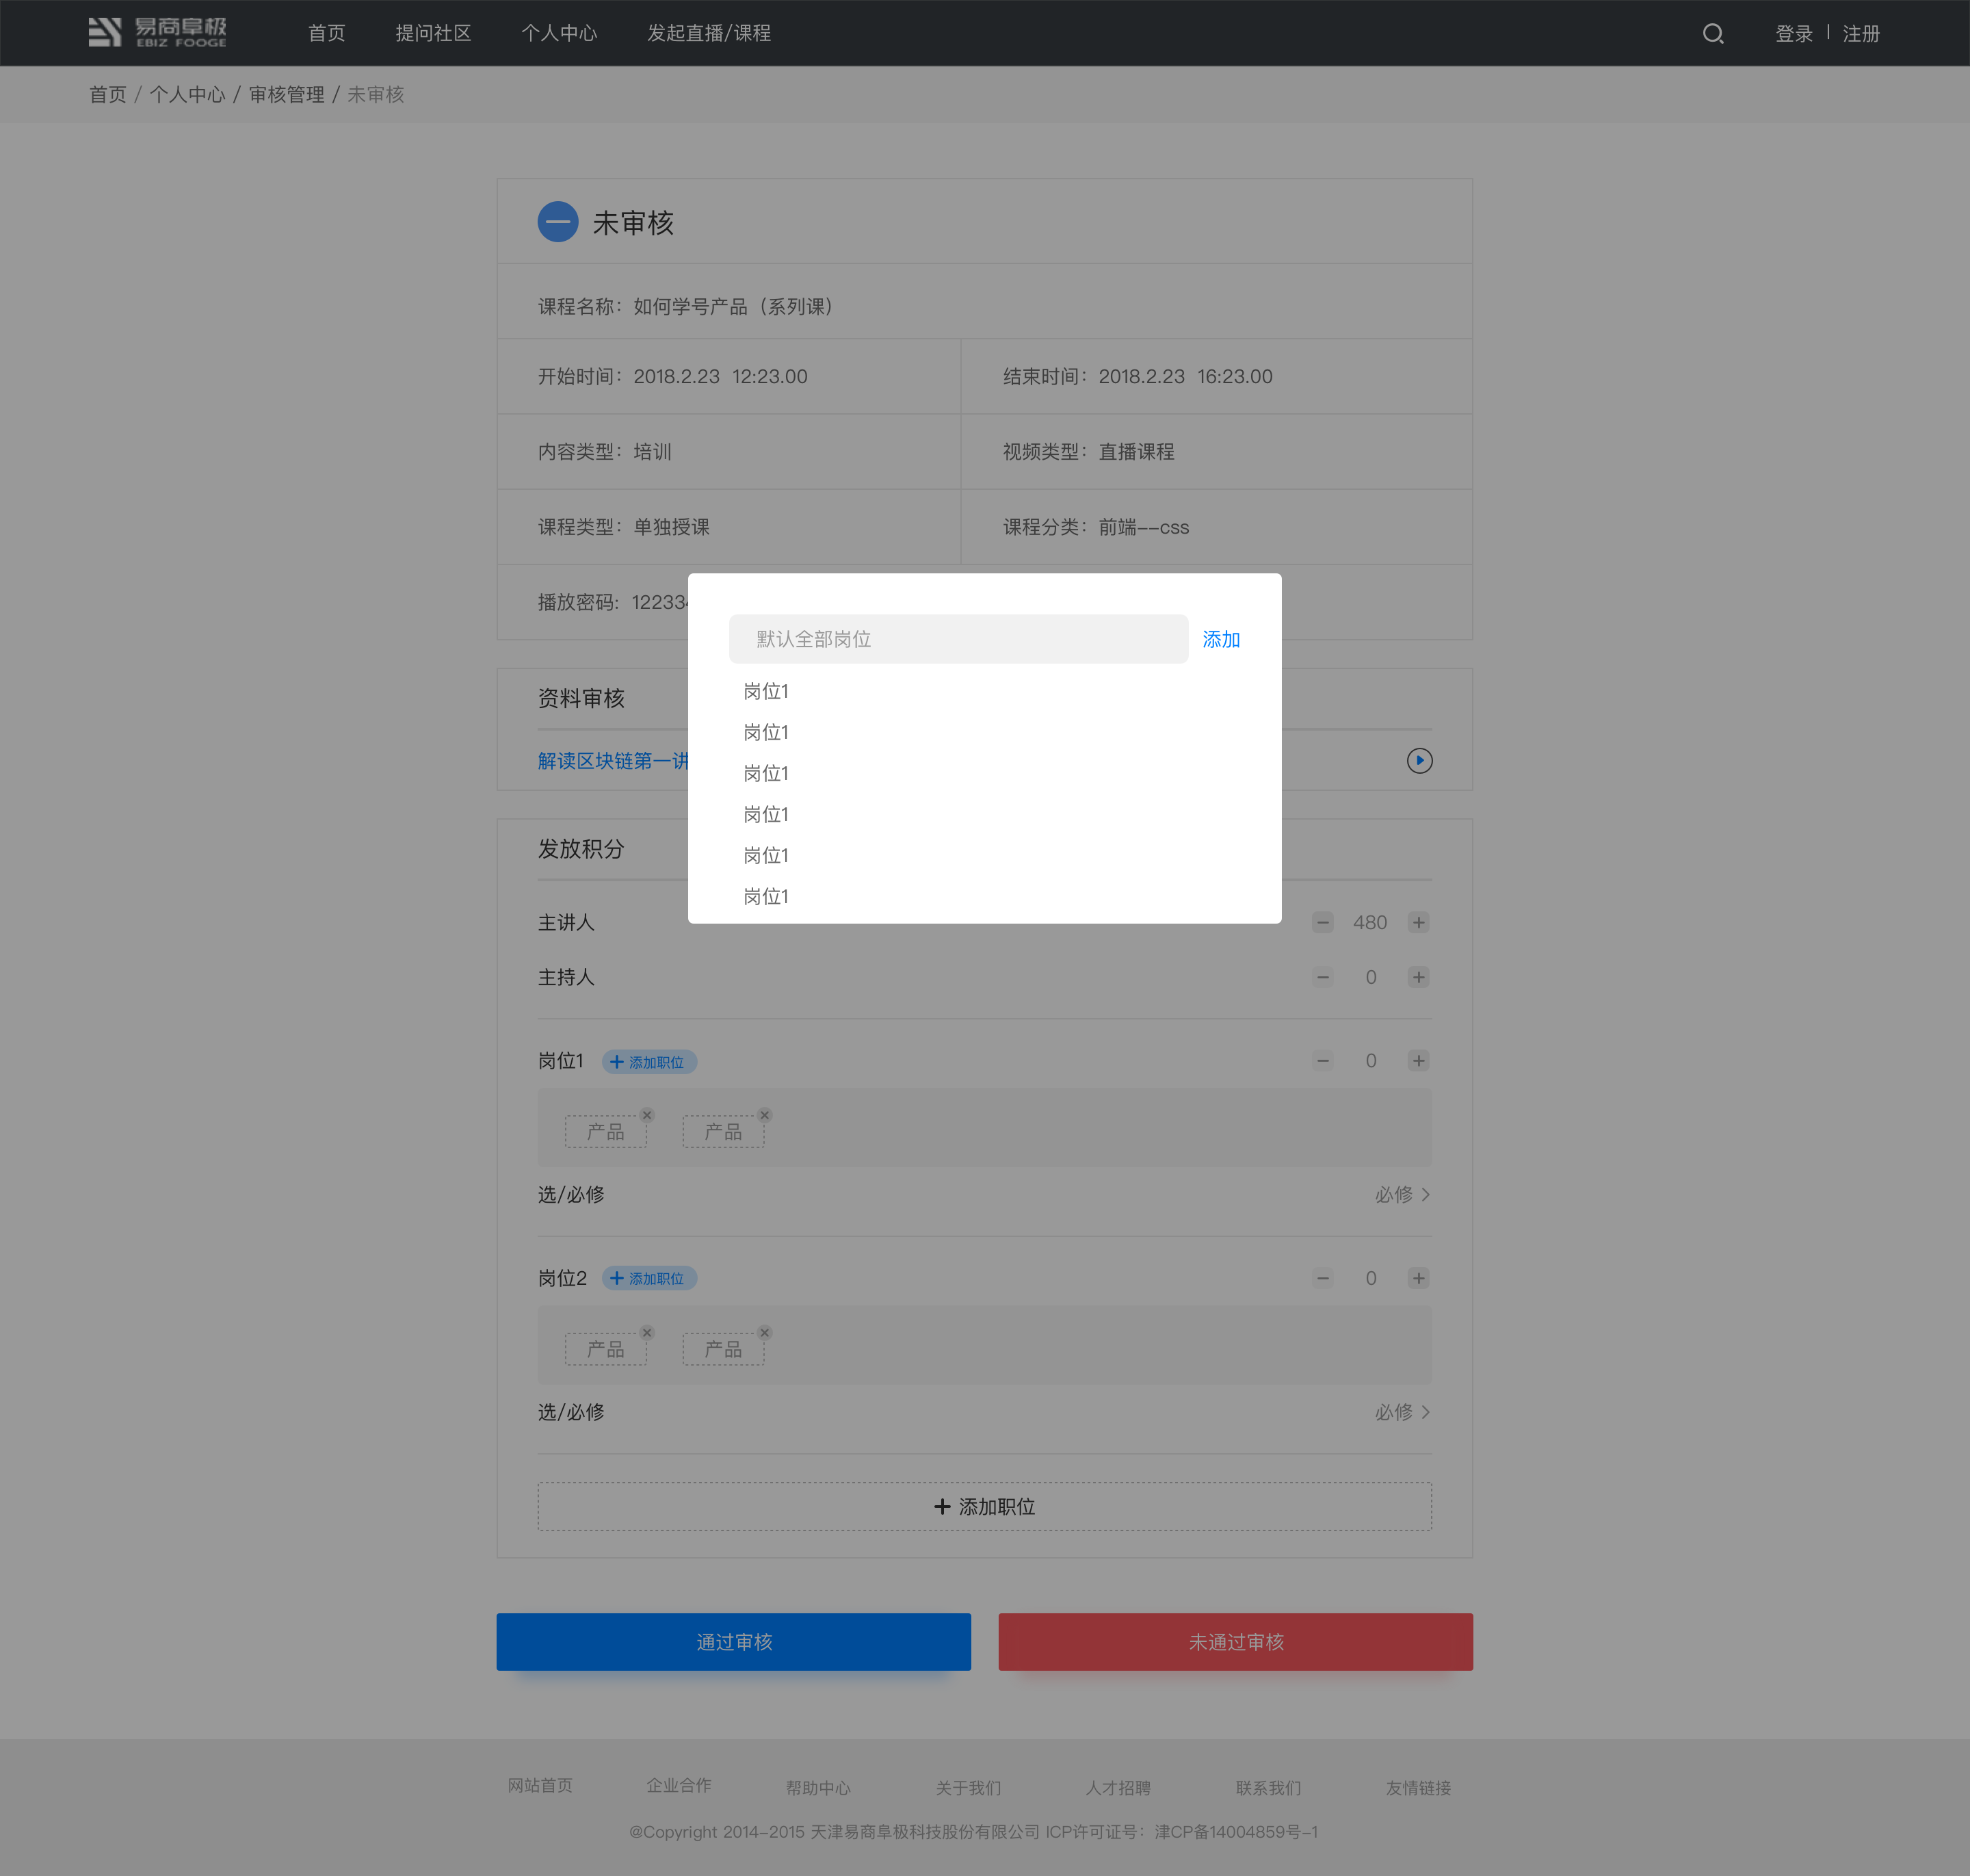 易商阜极
EBIZ FOOGE
首页 提问社区 个人中心 发起直播/课程 登录 注册
首页 / 个人中心 / 审核管理 / 未审核
未审核
课程名称：如何学号产品（系列课）
开始时间：2018.2.23 12:23.00 结束时间：2018.2.23 16:23.00
内容类型：培训 视频类型：直播课程
课程类型：单独授课 课程分类：前端--css
播放密码：12233
默认全部岗位 添加
岗位1
岗位1
岗位1
岗位1
岗位1
岗位1
资料审核
解读区块链第一讲
发放积分
主讲人 480
主持人 0
岗位1 添加职位 0
产品 产品
选/必修 必修
岗位2 添加职位 0
产品 产品
选/必修 必修
添加职位
通过审核 未通过审核
网站首页 企业合作 帮助中心 关于我们 人才招聘 联系我们 友情链接
@Copyright 2014-2015 天津易商阜极科技股份有限公司 ICP许可证号：津CP备14004859号-1